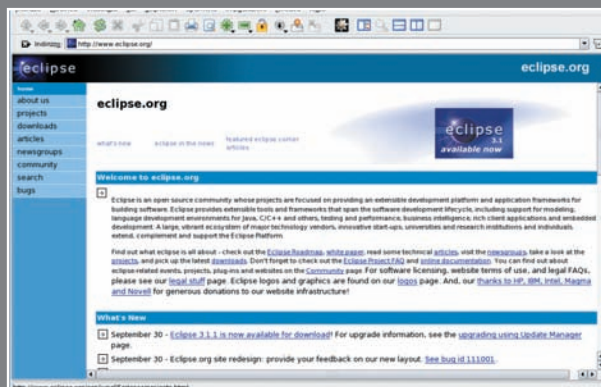 Indirizzo: http://www.eclipse.org/
eclipse
eclipse.org
home
about us
projects
downloads
articles
newsgroups
community
search
bugs
eclipse.org
what's new
eclipse in the news
featured eclipse corner
articles
eclipse
3.1
available now
Welcome to eclipse.org
Eclipse is an open source community whose projects are focused on providing an extensible development platform and application frameworks for
building software. Eclipse provides extensible tools and frameworks that span the software development lifecycle, including support for modeling,
language development environments for Java, C/C++ and others, testing and performance, business intelligence, rich client applications and embedded
development. A large, vibrant ecosystem of major technology vendors, innovative start-ups, universities and research institutions and individuals
extend, complement and support the Eclipse Platform.
Find out what eclipse is all about - check out the Eclipse Roadmap, white paper, read some technical articles, visit the newsgroups, take a look at the
projects, and pick up the latest downloads. Don't forget to check out the Eclipse Project FAQ and online documentation. You can find out about
eclipse-related events, projects, plug-ins and websites on the Community page. For software licensing, website terms of use, and legal FAQs,
please see our legal stuff page. Eclipse logos and graphics are found on our logos page. And, our thanks to HP, IBM, Intel, Magma
and Novell for generous donations to our website infrastructure!
What's New
September 30 - Eclipse 3.1.1 is now available for download! For upgrade information, see the upgrading using Update Manager
page.
September 30 - Eclipse.org site redesign: provide your feedback on our new layout. See bug id 111001.